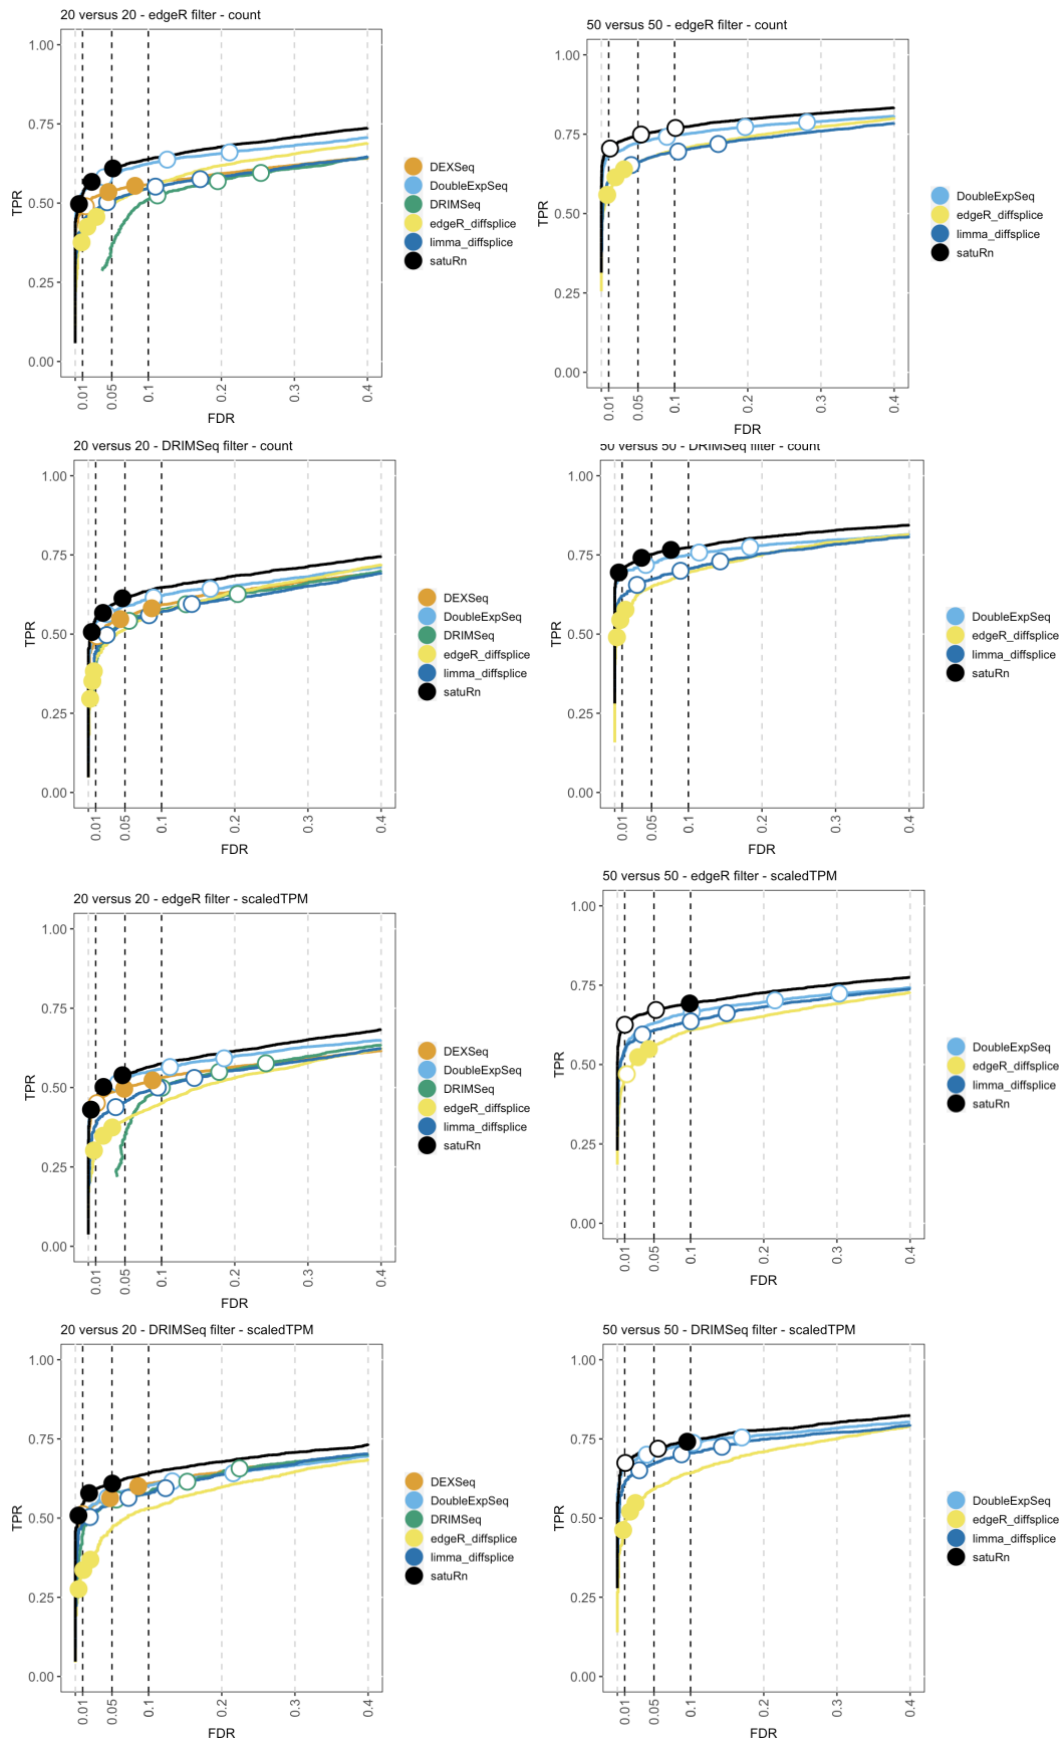 20 versus 20 - edgeR filter - count
1.00
0.75
0.50
0.25
0.00
TPR
0.01
0.05
0.1
0.2
0.3
0.4
FDR
DEXSeq
DoubleExpSeq
DRIMSeq
edgeR_diffsplice
limma_diffsplice
satuRn
50 versus 50 - edgeR filter - count
1.00
0.75
0.50
0.25
0.00
TPR
0.01
0.05
0.1
0.2
0.3
0.4
FDR
DoubleExpSeq
edgeR_diffsplice
limma_diffsplice
satuRn
20 versus 20 - DRIMSeq filter - count
1.00
0.75
0.50
0.25
0.00
TPR
0.01
0.05
0.1
0.2
0.3
0.4
FDR
DEXSeq
DoubleExpSeq
DRIMSeq
edgeR_diffsplice
limma_diffsplice
satuRn
50 versus 50 - DRIMSeq filter - count
1.00
0.75
0.50
0.25
0.00
TPR
0.01
0.05
0.1
0.2
0.3
0.4
FDR
DoubleExpSeq
edgeR_diffsplice
limma_diffsplice
satuRn
20 versus 20 - edgeR filter - scaledTPM
1.00
0.75
0.50
0.25
0.00
TPR
0.01
0.05
0.1
0.2
0.3
0.4
FDR
DEXSeq
DoubleExpSeq
DRIMSeq
edgeR_diffsplice
limma_diffsplice
satuRn
50 versus 50 - edgeR filter - scaledTPM
1.00
0.75
0.50
0.25
0.00
TPR
0.01
0.05
0.1
0.2
0.3
0.4
FDR
DoubleExpSeq
edgeR_diffsplice
limma_diffsplice
satuRn
20 versus 20 - DRIMSeq filter - scaledTPM
1.00
0.75
0.50
0.25
0.00
TPR
0.01
0.05
0.1
0.2
0.3
0.4
FDR
DEXSeq
DoubleExpSeq
DRIMSeq
edgeR_diffsplice
limma_diffsplice
satuRn
50 versus 50 - DRIMSeq filter - scaledTPM
1.00
0.75
0.50
0.25
0.00
TPR
0.01
0.05
0.1
0.2
0.3
0.4
FDR
DoubleExpSeq
edgeR_diffsplice
limma_diffsplice
satuRn